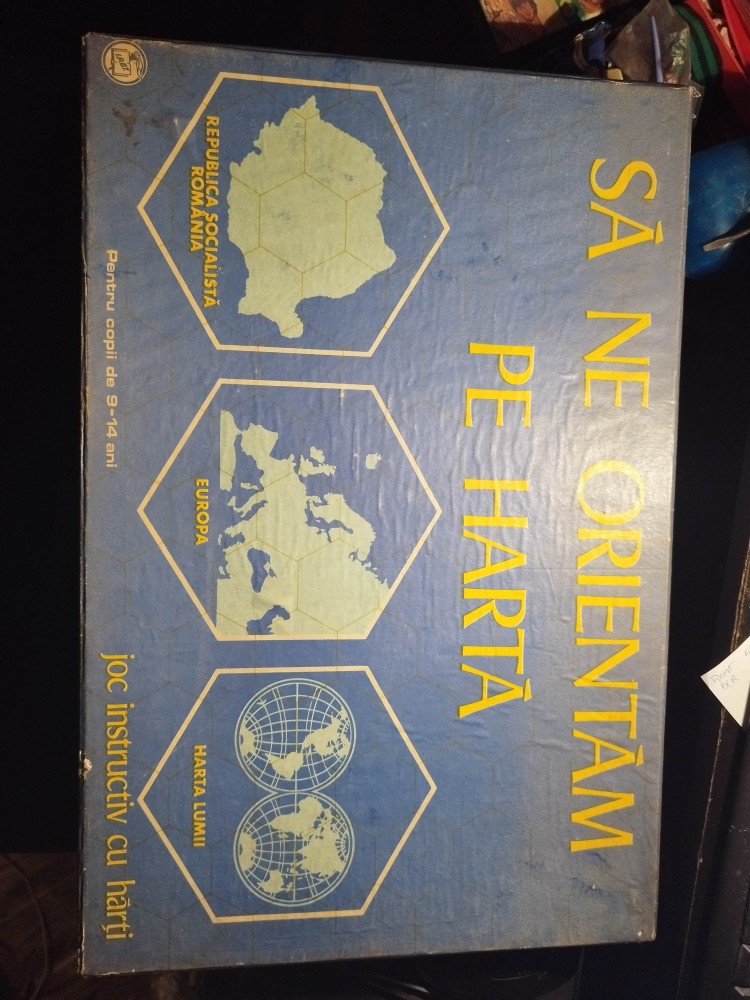 SĂ NE ORIENTĂM
PE HARTĂ
REPUBLICA SOCIALISTĂ
ROMÂNIA
EUROPA
HARTA LUMII
Pentru copii de 9-14 ani
joc instructiv cu hărți